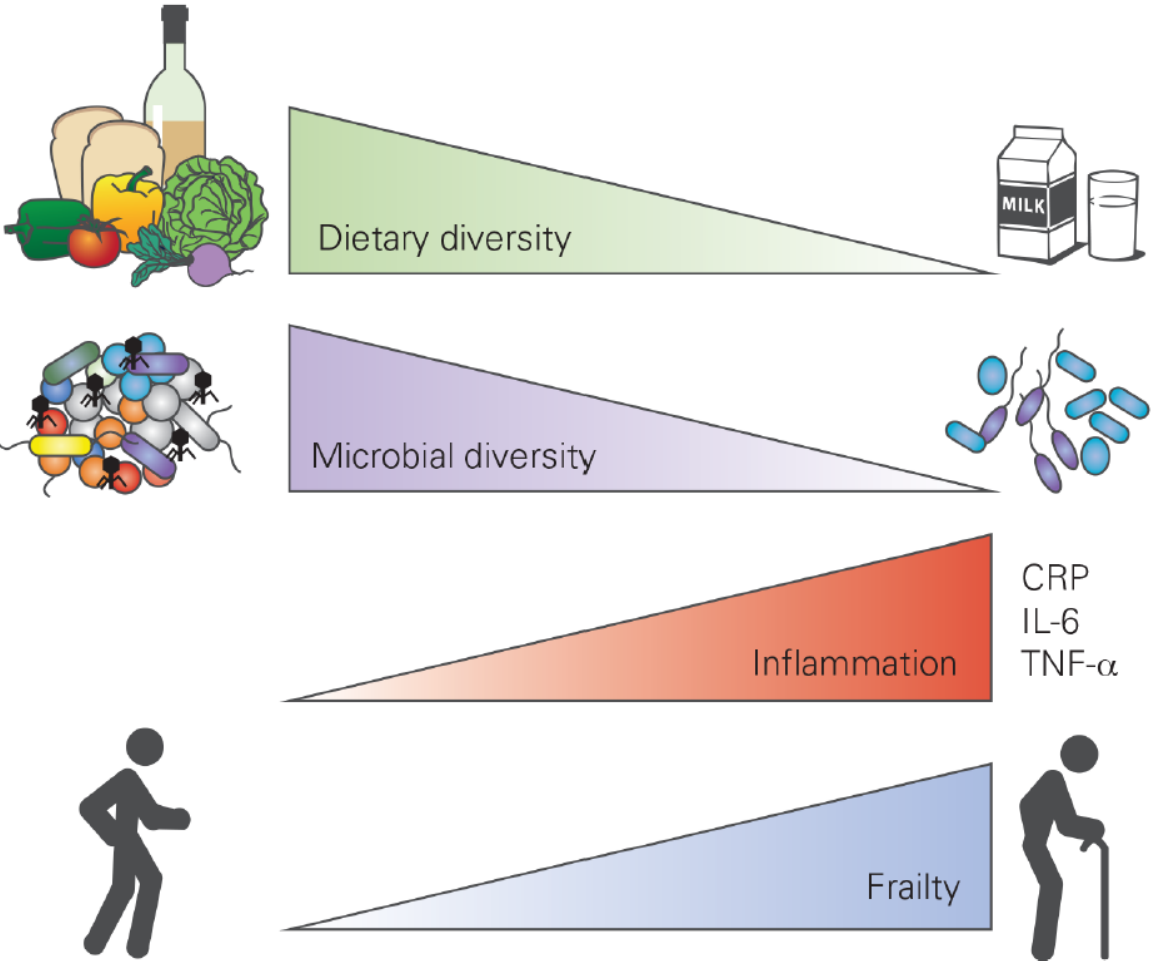 Dietary diversity
MILK
Microbial diversity
Inflammation
CRP
IL-6
TNF-α
Frailty